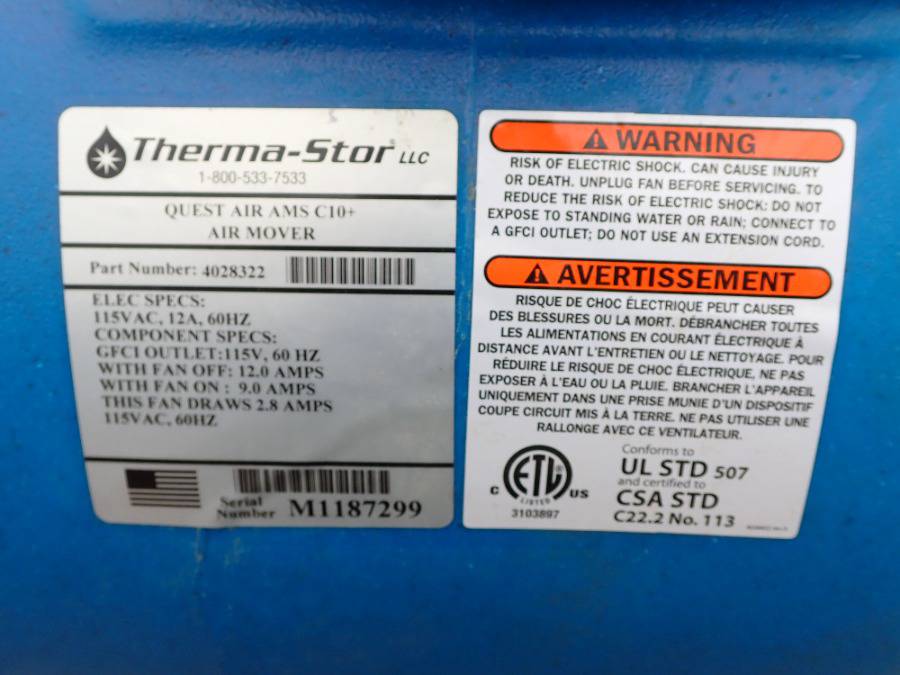 Therma-Stor LLC
1-800-533-7533
QUEST AIR AMS C10+
AIR MOVER
Part Number: 4028322
ELEC SPECS:
115VAC, 12A, 60HZ
COMPONENT SPECS:
GFCI OUTLET:115V, 60 HZ
WITH FAN OFF: 12.0 AMPS
WITH FAN ON : 9.0 AMPS
THIS FAN DRAWS 2.8 AMPS
115VAC, 60HZ
Serial
Number M1187299
WARNING
RISK OF ELECTRIC SHOCK. CAN CAUSE INJURY
OR DEATH. UNPLUG FAN BEFORE SERVICING. TO
REDUCE THE RISK OF ELECTRIC SHOCK: DO NOT
EXPOSE TO STANDING WATER OR RAIN; CONNECT TO
A GFCI OUTLET; DO NOT USE AN EXTENSION CORD.
AVERTISSEMENT
RISQUE DE CHOC ÉLECTRIQUE PEUT CAUSER
DES BLESSURES OU LA MORT. DÉBRANCHER TOUTES
LES ALIMENTATIONS EN COURANT ÉLECTRIQUE À
DISTANCE AVANT L'ENTRETIEN OU LE NETTOYAGE. POUR
RÉDUIRE LE RISQUE DE CHOC ÉLECTRIQUE, NE PAS
EXPOSER À L'EAU OU LA PLUIE. BRANCHER L'APPAREIL
UNIQUEMENT DANS UNE PRISE MUNIE D'UN DISPOSITIF
COUPE CIRCUIT MIS À LA TERRE. NE PAS UTILISER UNE
RALLONGE AVEC CE VENTILATEUR.
C ETL US
LISTED
3103897
Conforms to
UL STD 507
and certified to
CSA STD
C22.2 No. 113